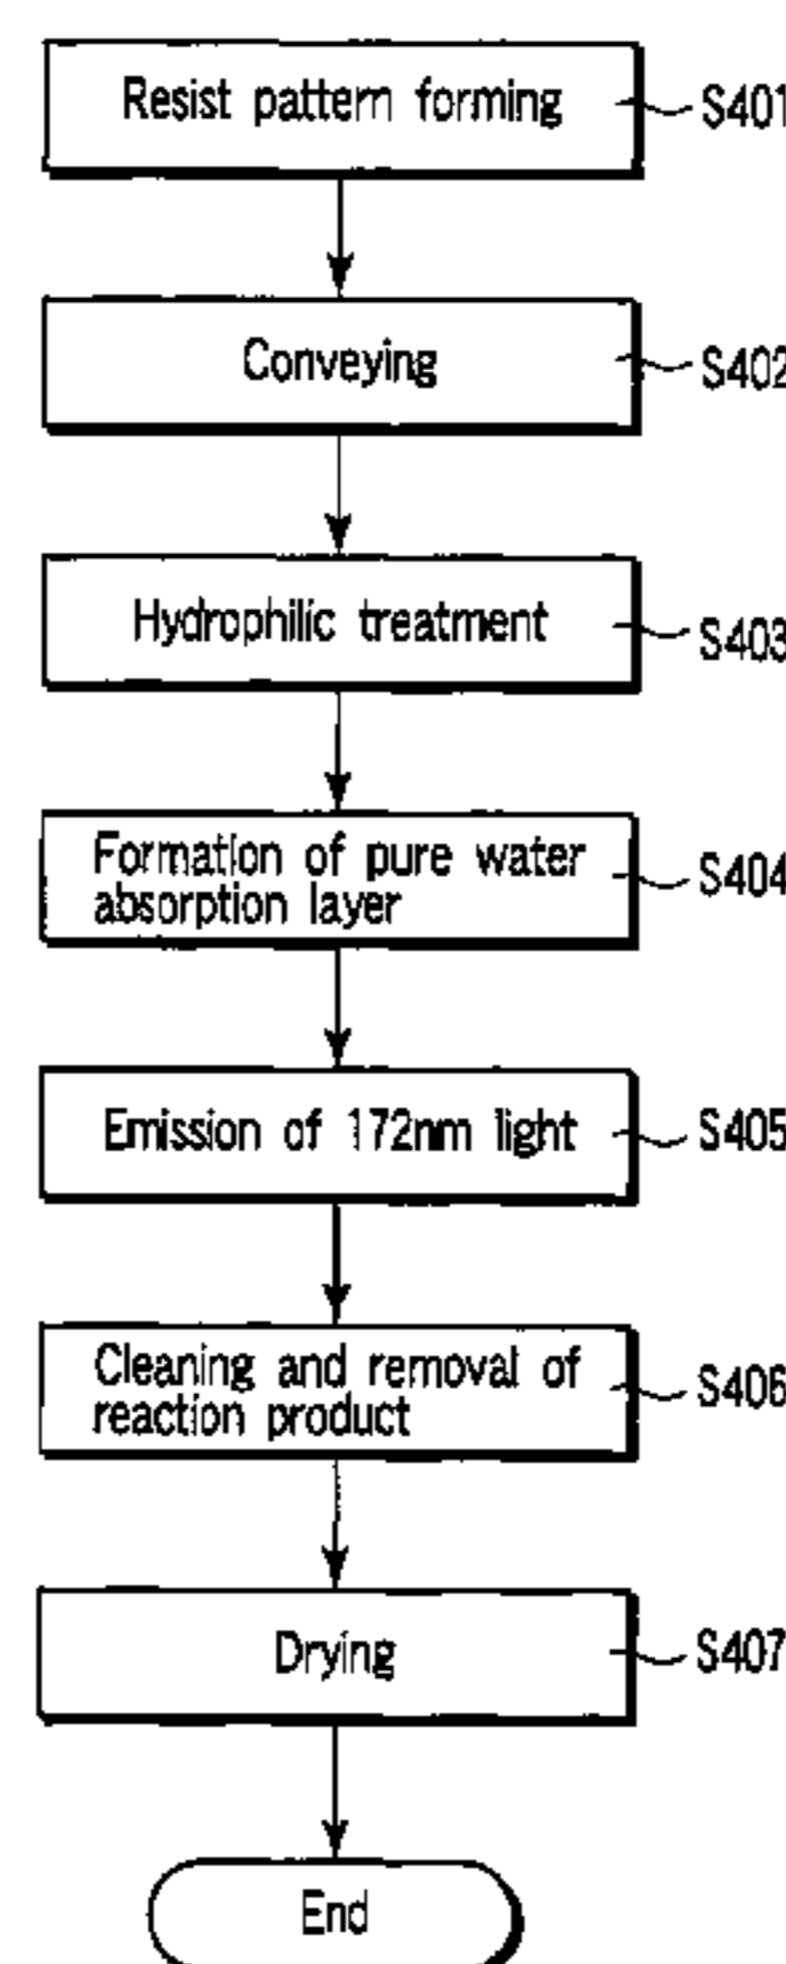 Resist pattern forming S401
Conveying S402
Hydrophilic treatment S403
Formation of pure water
absorption layer S404
Emission of 172nm light S405
Cleaning and removal of
reaction product S406
Drying S407
End